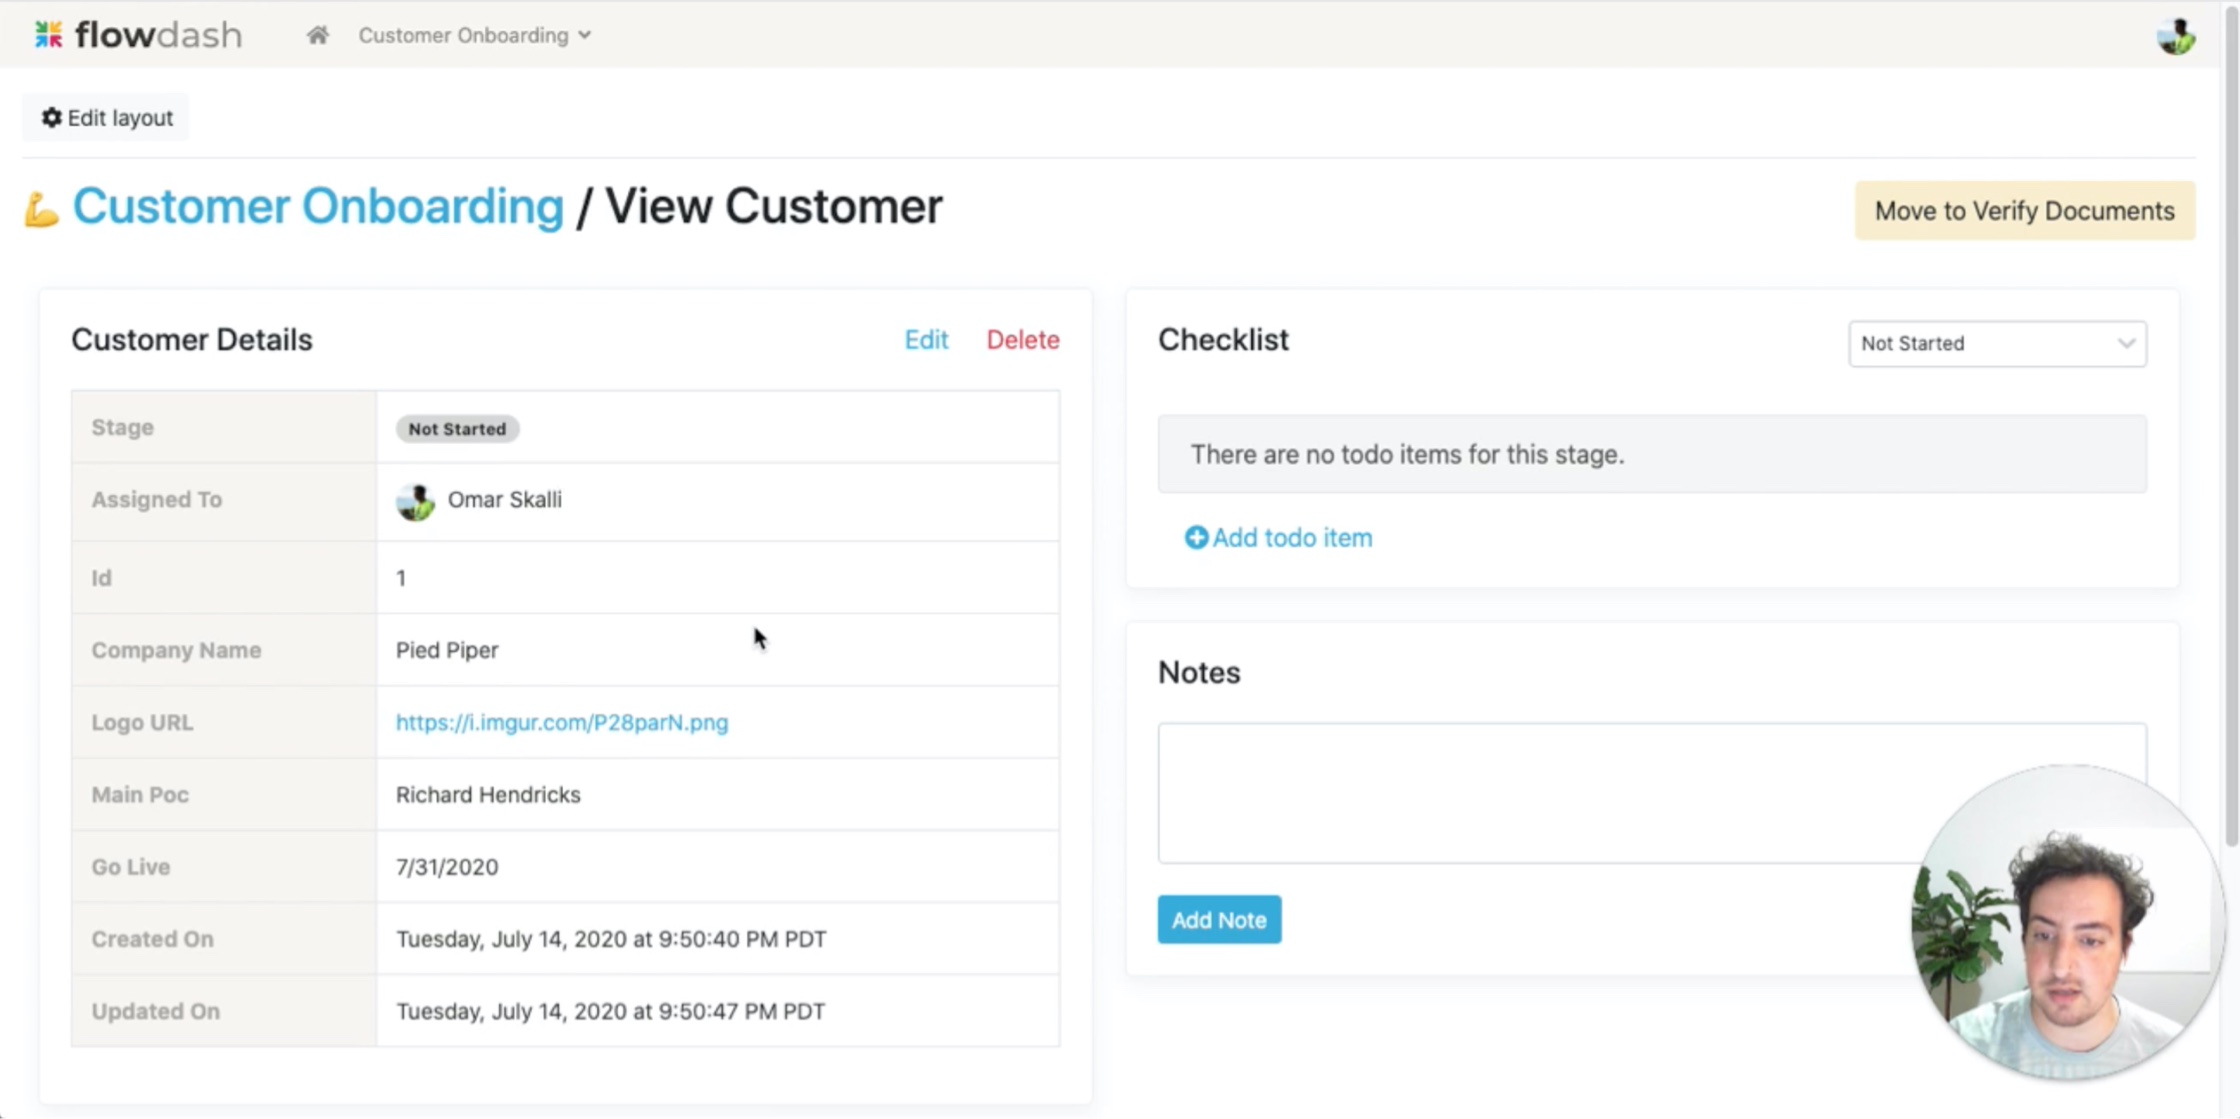 flowdash
Customer Onboarding
Edit layout
Customer Onboarding / View Customer
Move to Verify Documents
Customer Details
Edit
Delete
Stage
Not Started
Assigned To
Omar Skalli
Id
1
Company Name
Pied Piper
Logo URL
https://i.imgur.com/P28parN.png
Main Poc
Richard Hendricks
Go Live
7/31/2020
Created On
Tuesday, July 14, 2020 at 9:50:40 PM PDT
Updated On
Tuesday, July 14, 2020 at 9:50:47 PM PDT
Checklist
Not Started
There are no todo items for this stage.
Add todo item
Notes
Add Note